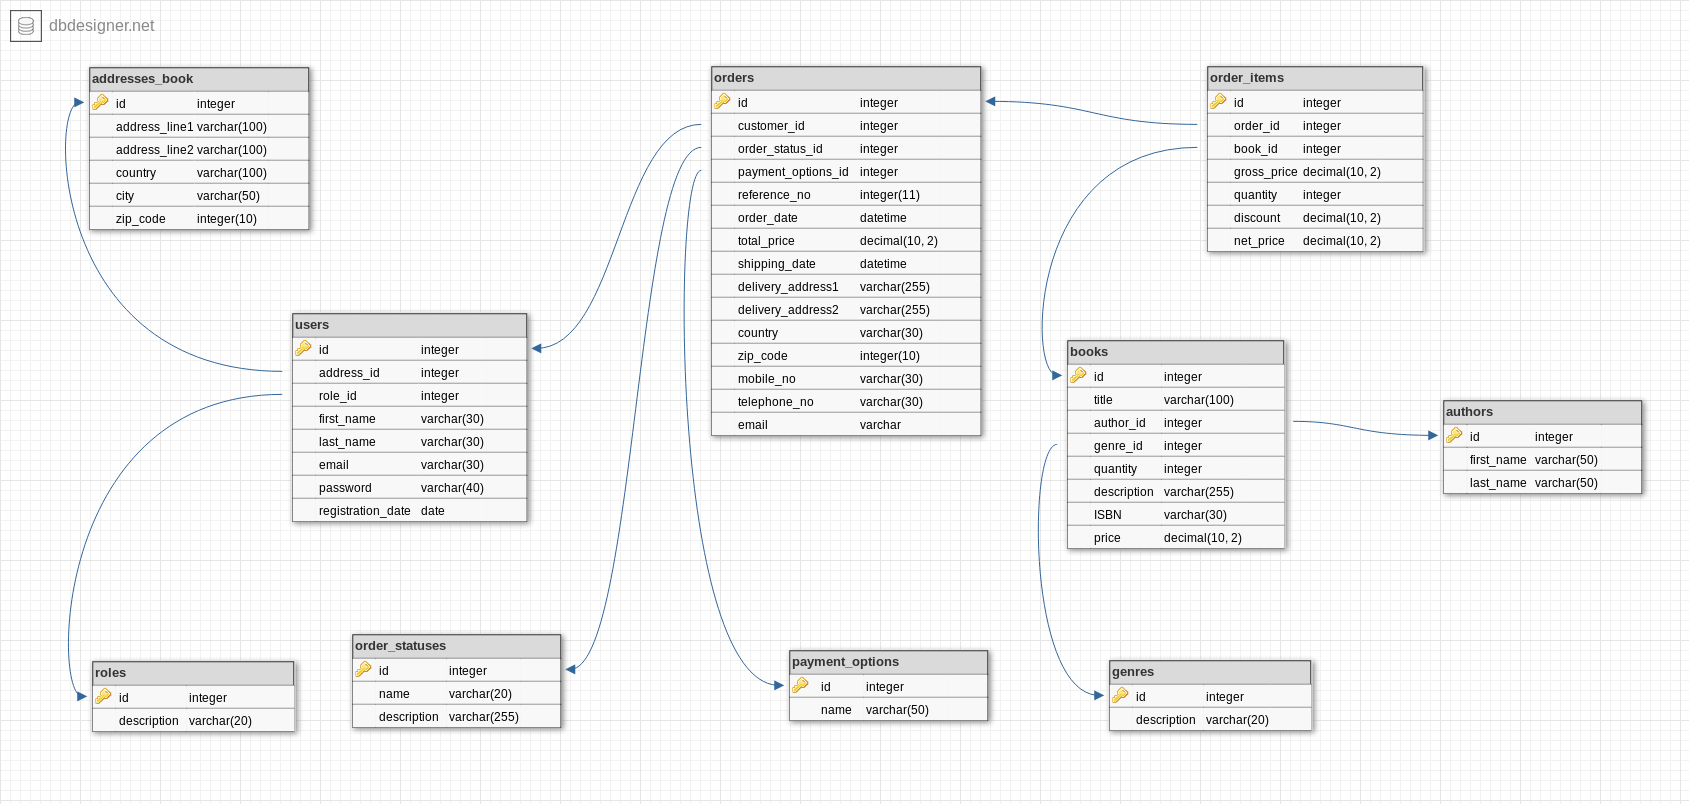 dbdesigner.net
addresses_book
id integer
address_line1 varchar(100)
address_line2 varchar(100)
country varchar(100)
city varchar(50)
zip_code integer(10)
users
id integer
address_id integer
role_id integer
first_name varchar(30)
last_name varchar(30)
email varchar(30)
password varchar(40)
registration_date date
roles
id integer
description varchar(20)
order_statuses
id integer
name varchar(20)
description varchar(255)
orders
id integer
customer_id integer
order_status_id integer
payment_options_id integer
reference_no integer(11)
order_date datetime
total_price decimal(10, 2)
shipping_date datetime
delivery_address1 varchar(255)
delivery_address2 varchar(255)
country varchar(30)
zip_code integer(10)
mobile_no varchar(30)
telephone_no varchar(30)
email varchar
payment_options
id integer
name varchar(50)
order_items
id integer
order_id integer
book_id integer
gross_price decimal(10, 2)
quantity integer
discount decimal(10, 2)
net_price decimal(10, 2)
books
id integer
title varchar(100)
author_id integer
genre_id integer
quantity integer
description varchar(255)
ISBN varchar(30)
price decimal(10, 2)
authors
id integer
first_name varchar(50)
last_name varchar(50)
genres
id integer
description varchar(20)